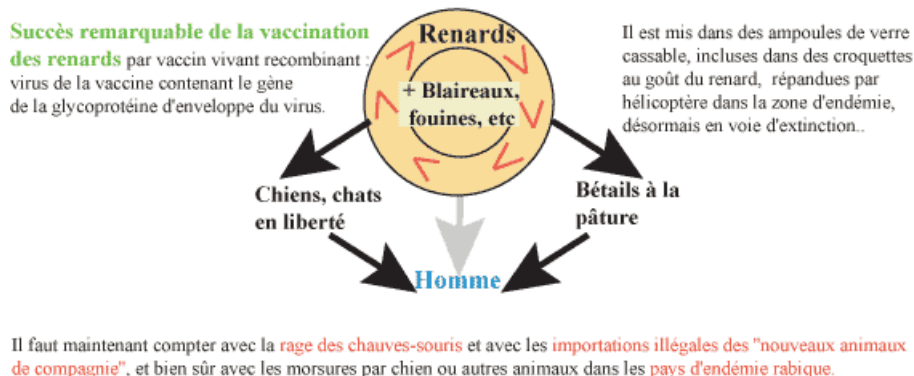 Succès remarquable de la vaccination
des renards par vaccin vivant recombinant :
virus de la vaccine contenant le gène
de la glycoprotéine d'enveloppe du virus.
Renards
+ Blaireaux,
fouines, etc
Il est mis dans des ampoules de verre
cassable, incluses dans des croquettes
au goût du renard, répandues par
hélicoptère dans la zone d'endémie,
désormais en voie d'extinction..
Chiens, chats
en liberté
Bétails à la
pâture
Homme
Il faut maintenant compter avec la rage des chauves-souris et avec les importations illégales des "nouveaux animaux
de compagnie", et bien sûr avec les morsures par chien ou autres animaux dans les pays d'endémie rabique.